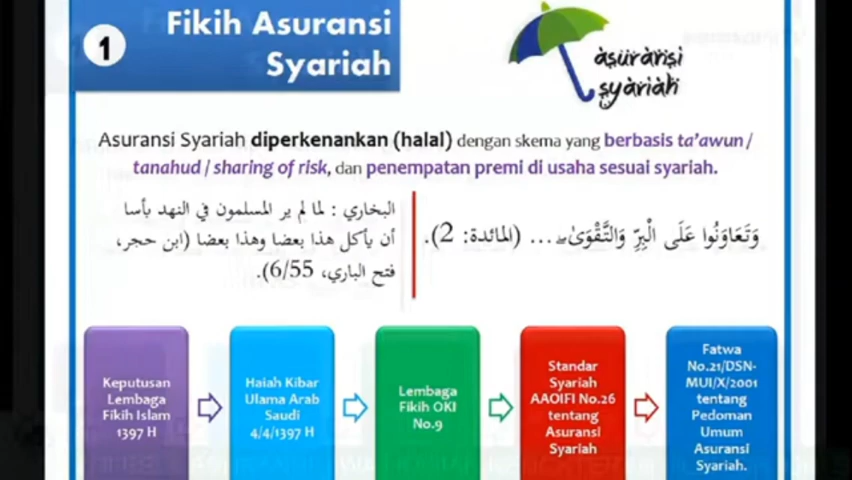 1
Fikih Asuransi
Syariah
asuransi
syariah
Asuransi Syariah diperkenankan (halal) dengan skema yang berbasis ta'awun /
tanahud / sharing of risk, dan penempatan premi di usaha sesuai syariah.
وَتَعَاوَنُوا عَلَى الْبِرِّ وَالتَّقْوَىٰ ۖ ... (المائدة: 2).
البخاري : لما لم ير المسلمون في النهد بأسا
أن يأكل هذا بعضا وهذا بعضا (ابن حجر،
فتح الباري، 6/55).
Keputusan
Lembaga
Fikih Islam
1397 H
Haiah Kibar
Ulama Arab
Saudi
4/4/1397 H
Lembaga
Fikih OKI
No.9
Standar
Syariah
AAOIFI No.26
tentang
Asuransi
Syariah
Fatwa
No.21/DSN-
MUI/X/2001
tentang
Pedoman
Umum
Asuransi
Syariah.